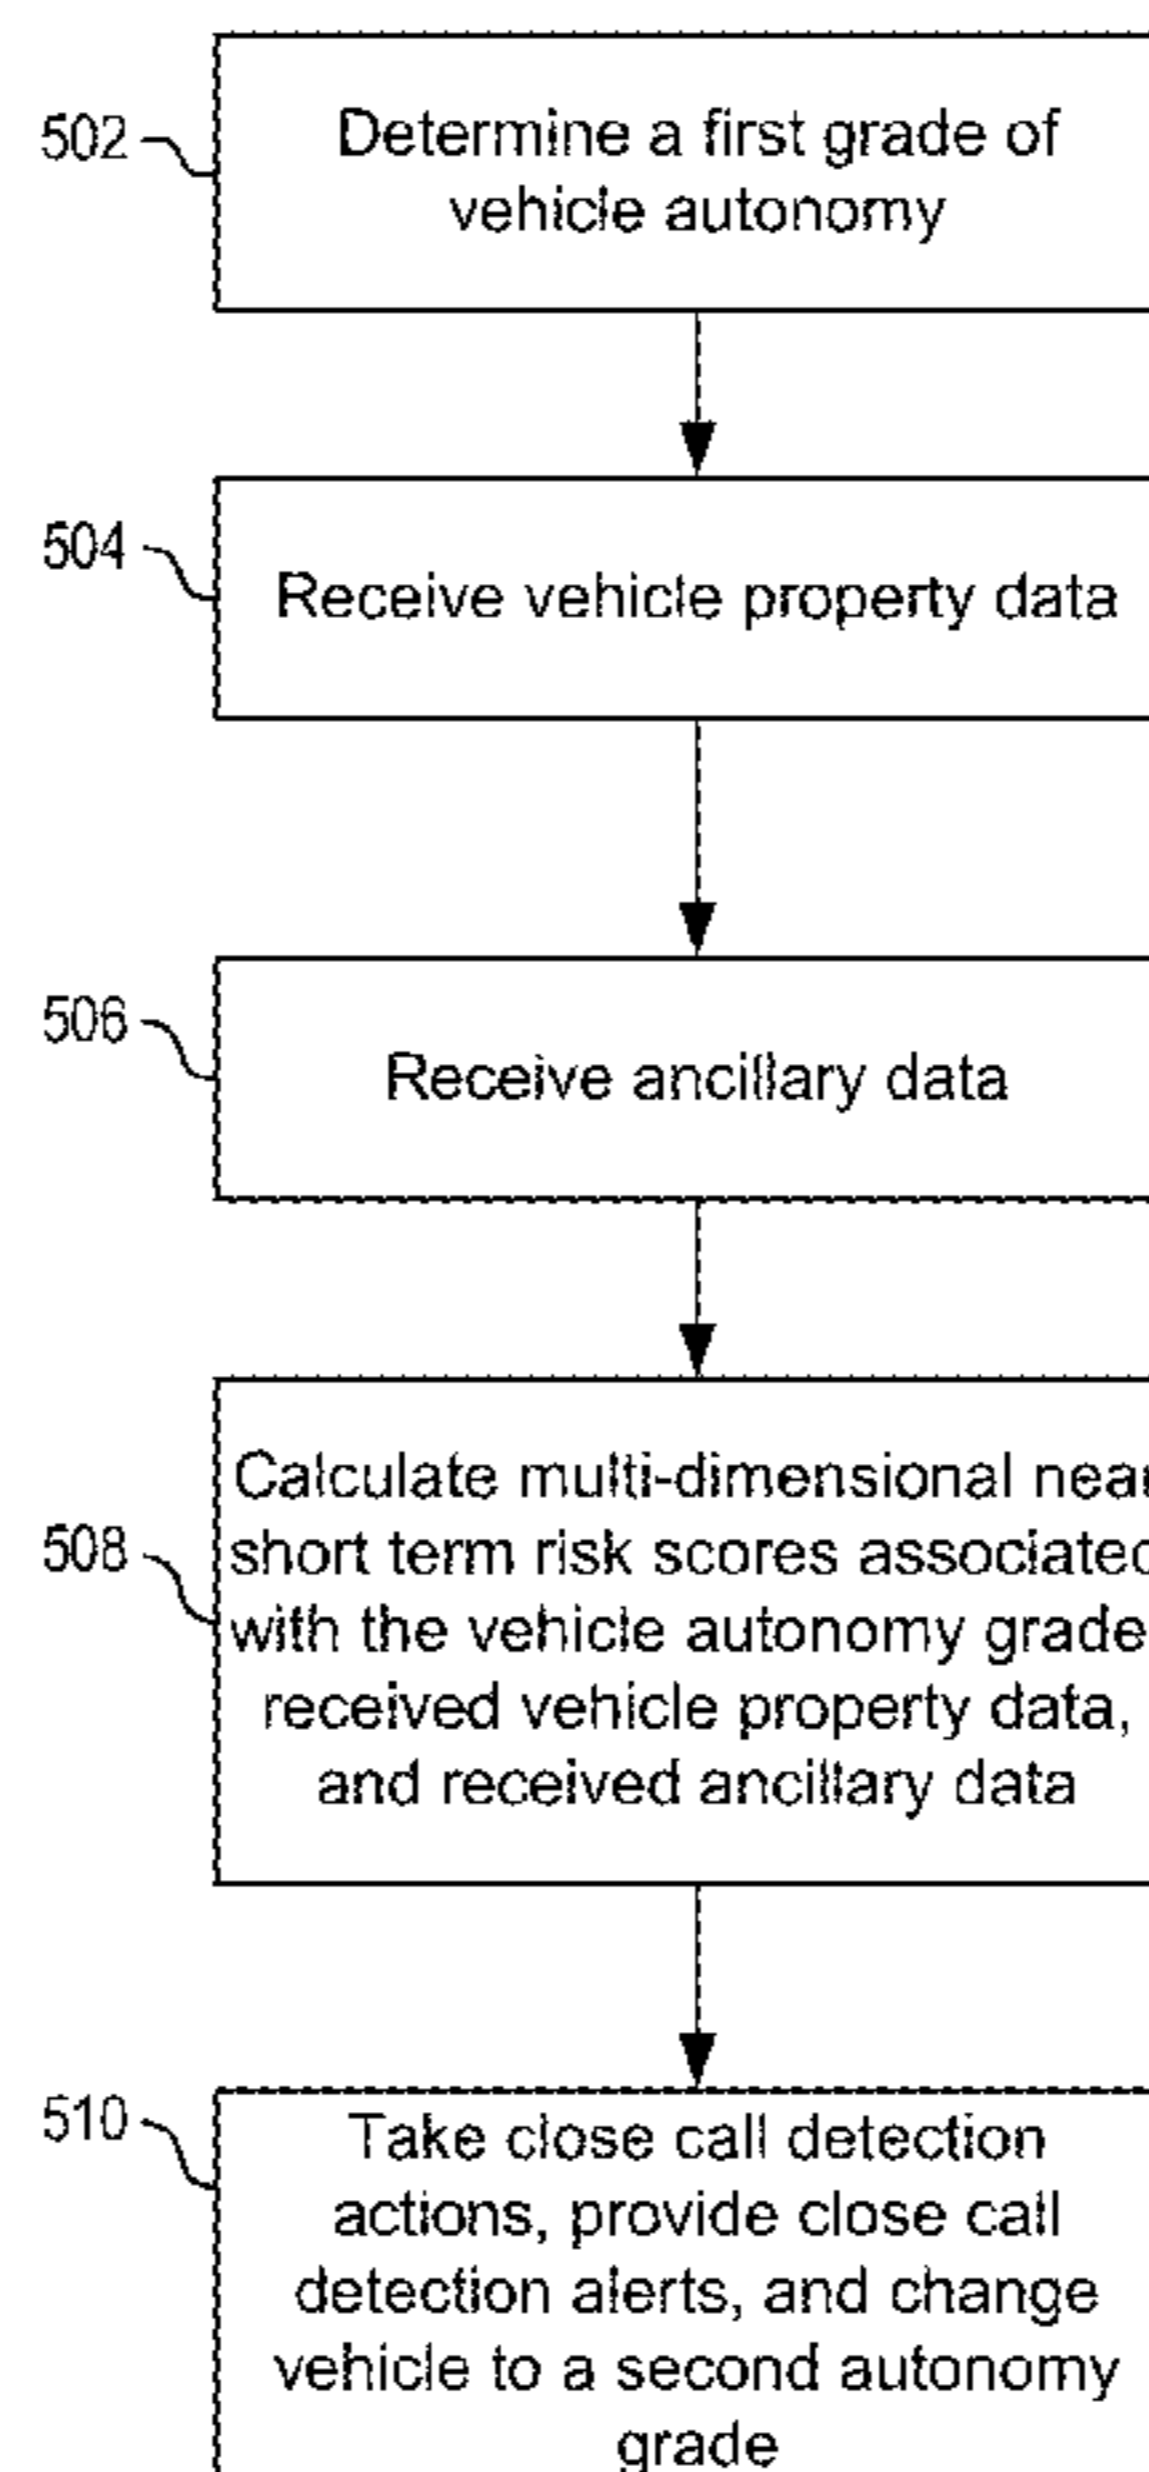 502
Determine a first grade of
vehicle autonomy
504
Receive vehicle property data
506
Receive ancillary data
508
Calculate multi-dimensional near
short term risk scores associated
with the vehicle autonomy grade
received vehicle property data,
and received ancillary data
510
Take close call detection
actions, provide close call
detection alerts, and change
vehicle to a second autonomy
grade